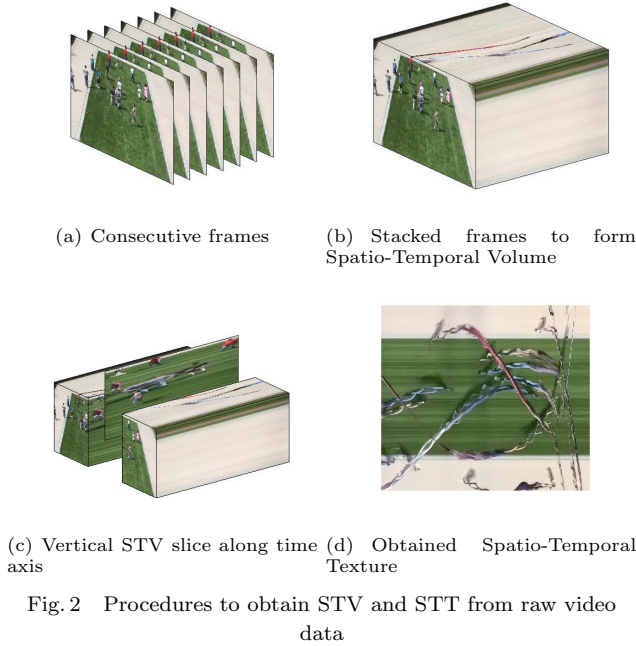 (a) Consecutive frames
(b) Stacked frames to form
Spatio-Temporal Volume
(c) Vertical STV slice along time
axis
(d) Obtained Spatio-Temporal
Texture
Fig. 2 Procedures to obtain STV and STT from raw video
data